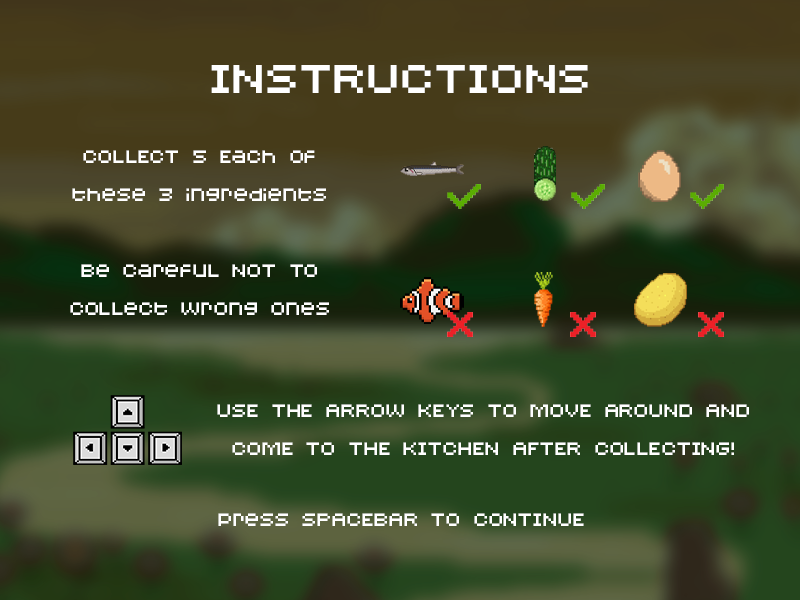 INSTRUCTIONS
COLLECT 5 Each OF
these 3 ingredients
Be careful NOT TO
collect wrong ones
USE THE ARROW KEYS TO MOVE AROUND AND
COME TO THE KITCHEN AFTER COLLECTING!
Press SPACEBAR TO CONTINUE